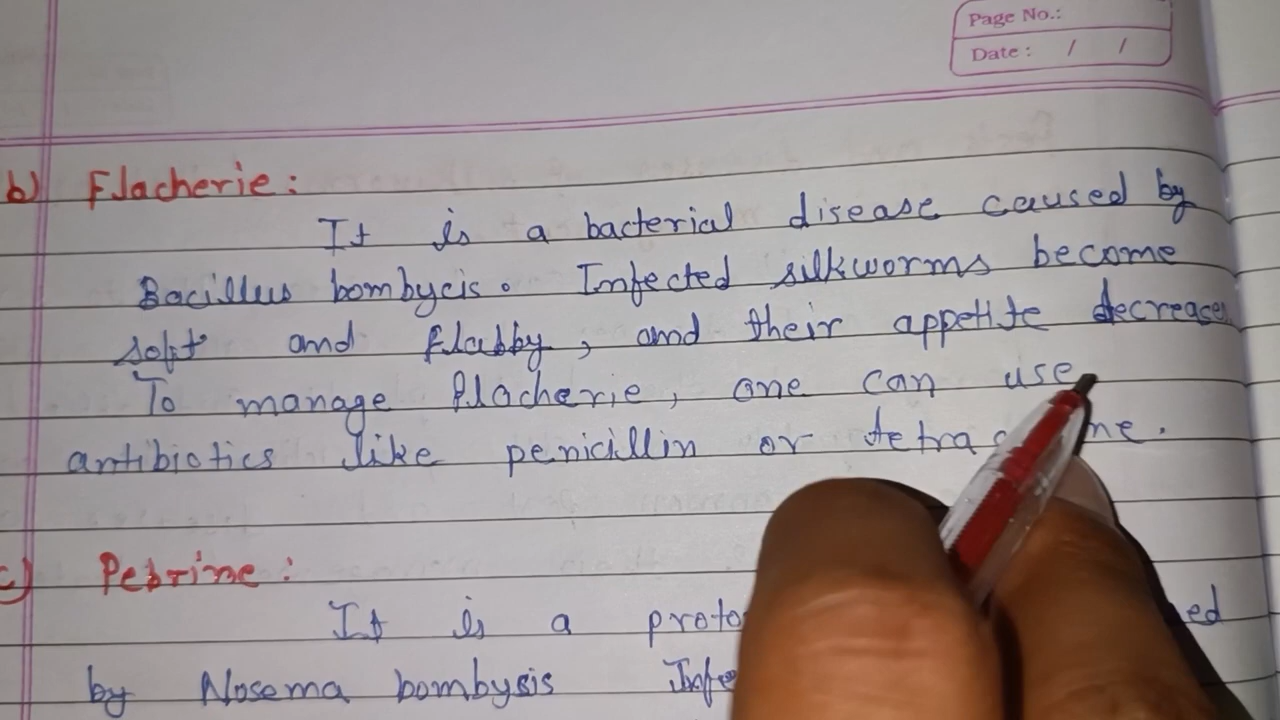 Page No.:
Date : / /
b) Flacherie :
It is a bacterial disease caused by
Bacillus bombycis. Infected silkworms become
soft and flabby, and their appetite decrease
To manage flacherie, one can use
antibiotics like penicillin or
c) Pebrine :
It is a
by Nosema bombysis